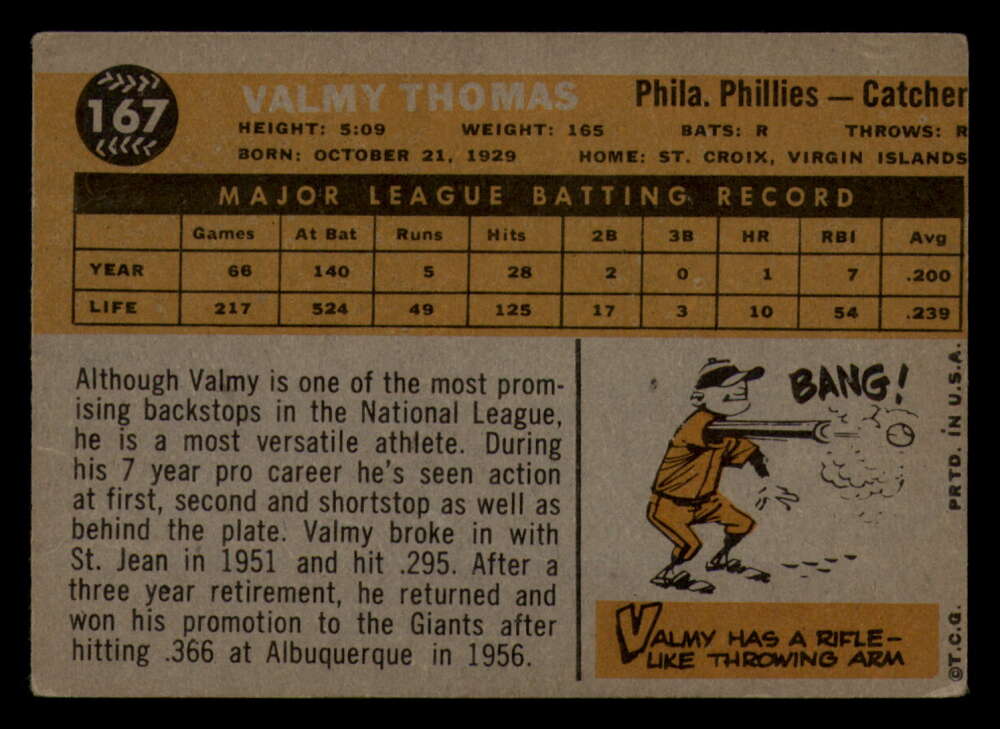 167
VALMY THOMAS Phila. Phillies — Catcher
HEIGHT: 5:09 WEIGHT: 165 BATS: R THROWS: R
BORN: OCTOBER 21, 1929 HOME: ST. CROIX, VIRGIN ISLANDS
MAJOR LEAGUE BATTING RECORD
Games At Bat Runs Hits 2B 3B HR RBI Avg
YEAR 66 140 5 28 2 0 1 7 .200
LIFE 217 524 49 125 17 3 10 54 .239
Although Valmy is one of the most prom-
ising backstops in the National League,
he is a most versatile athlete. During
his 7 year pro career he's seen action
at first, second and shortstop as well as
behind the plate. Valmy broke in with
St. Jean in 1951 and hit .295. After a
three year retirement, he returned and
won his promotion to the Giants after
hitting .366 at Albuquerque in 1956.
BANG!
VALMY HAS A RIFLE-
LIKE THROWING ARM
©T.C.G. PRTD. IN U.S.A.